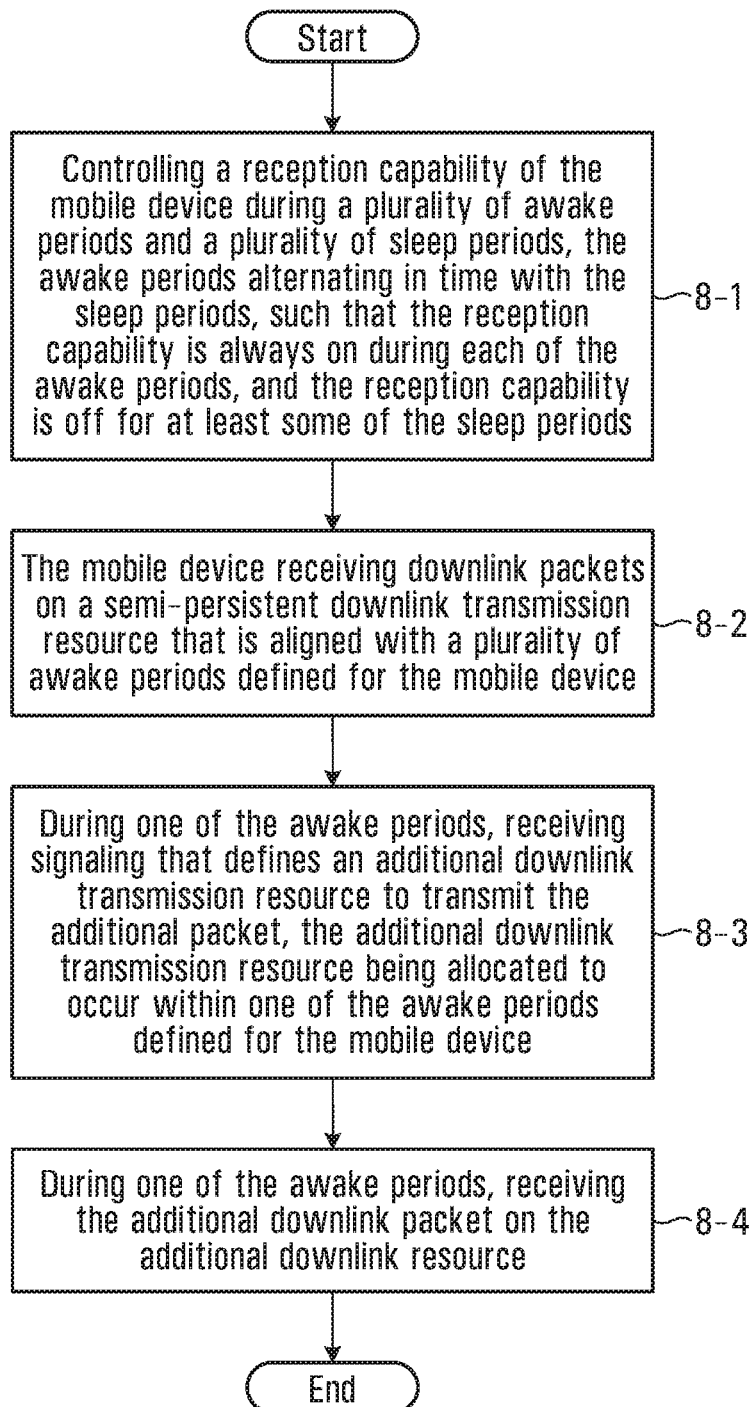 Start
Controlling a reception capability of the
mobile device during a plurality of awake
periods and a plurality of sleep periods, the
awake periods alternating in time with the
sleep periods, such that the reception
capability is always on during each of the
awake periods, and the reception capability
is off for at least some of the sleep periods
8-1
The mobile device receiving downlink packets
on a semi-persistent downlink transmission
resource that is aligned with a plurality of
awake periods defined for the mobile device
8-2
During one of the awake periods, receiving
signaling that defines an additional downlink
transmission resource to transmit the
additional packet, the additional downlink
transmission resource being allocated to
occur within one of the awake periods
defined for the mobile device
8-3
During one of the awake periods, receiving
the additional downlink packet on the
additional downlink resource
8-4
End